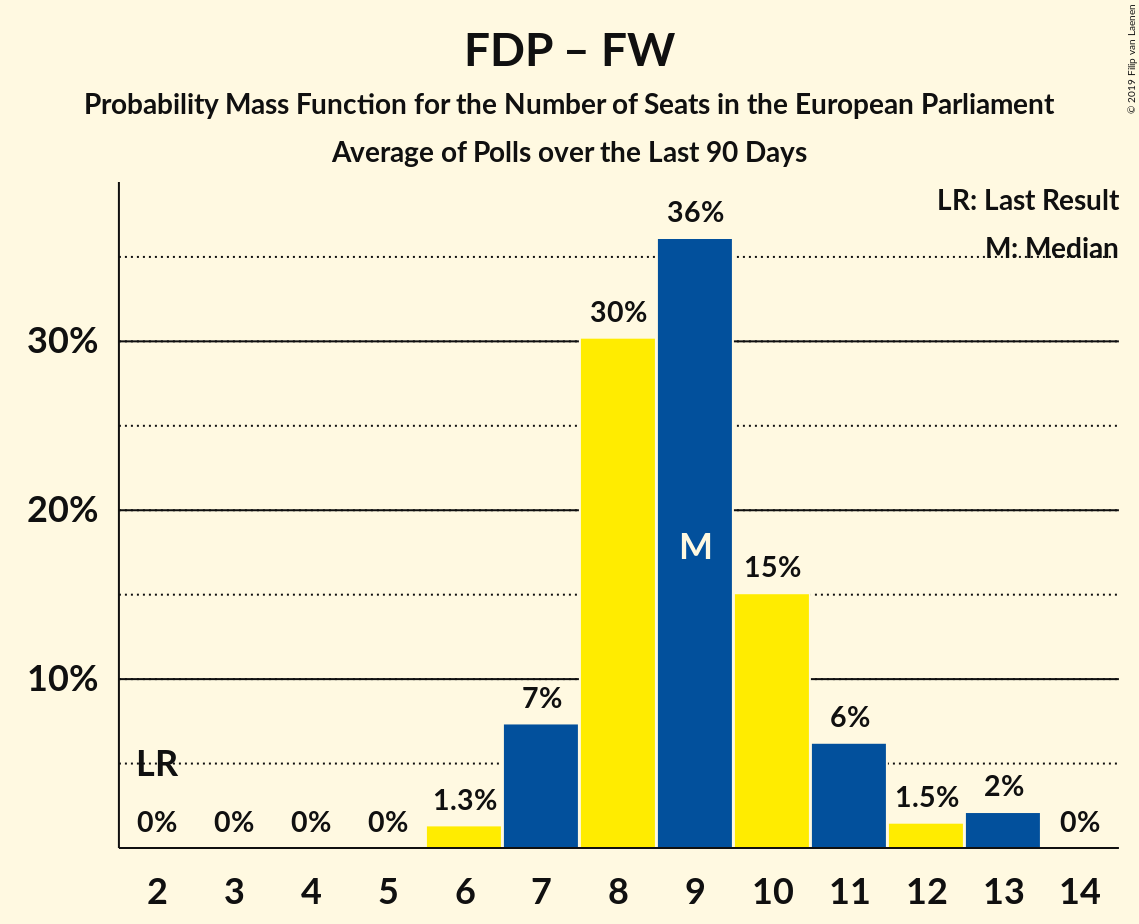 FDP – FW
Probability Mass Function for the Number of Seats in the European Parliament
Average of Polls over the Last 90 Days
© 2019 Filip van Laenen
LR: Last Result
M: Median
36%
30%
30%
20%
M
15%
10%
7%
6%
LR
1.3%
1.5%
2%
0%
0%
0%
0%
0%
2 3 4 5 6 7 8 9 10 11 12 13 14